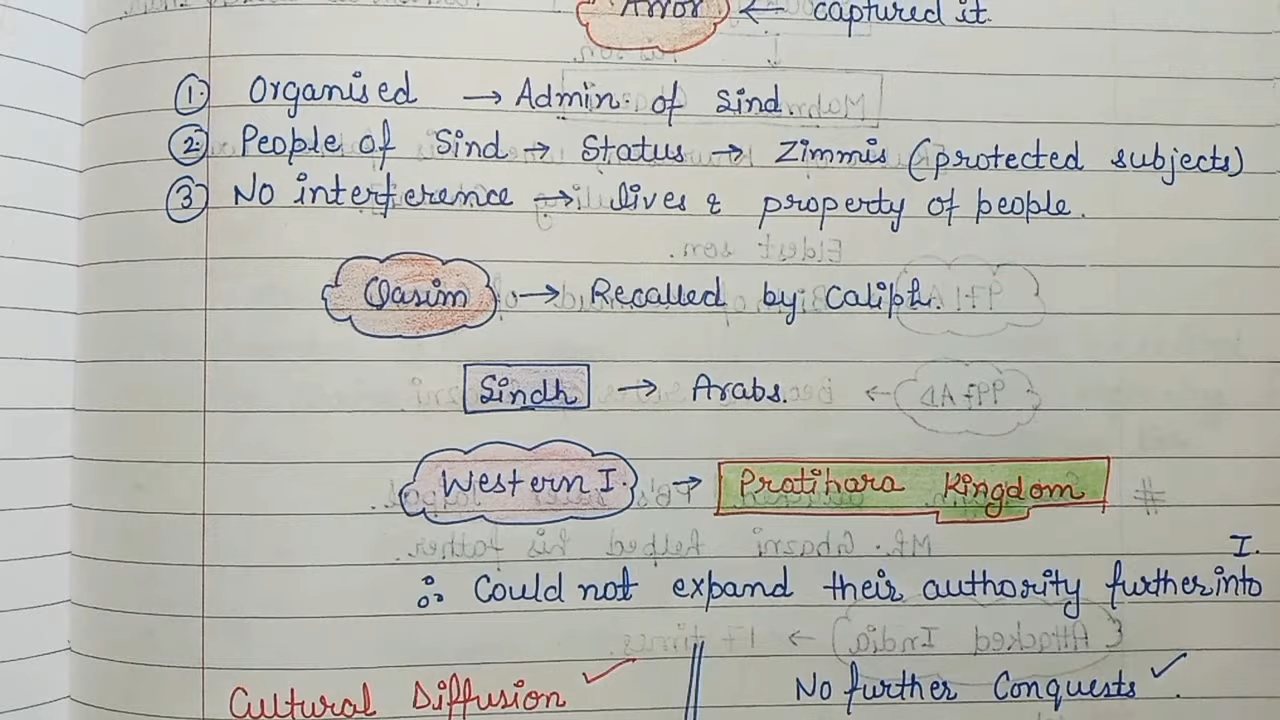 Arror ← captured it.
① Organised → Admin. of Sind.
② People of Sind → Status → Zimmis (protected subjects)
③ No interference → lives & property of people.
Qasim → Recalled by Caliph.
Sindh → Arabs.
Western I. → Pratihara Kingdom
I.
∴ Could not expand their authority further into
Cultural Diffusion ✓ || No further Conquests ✓.